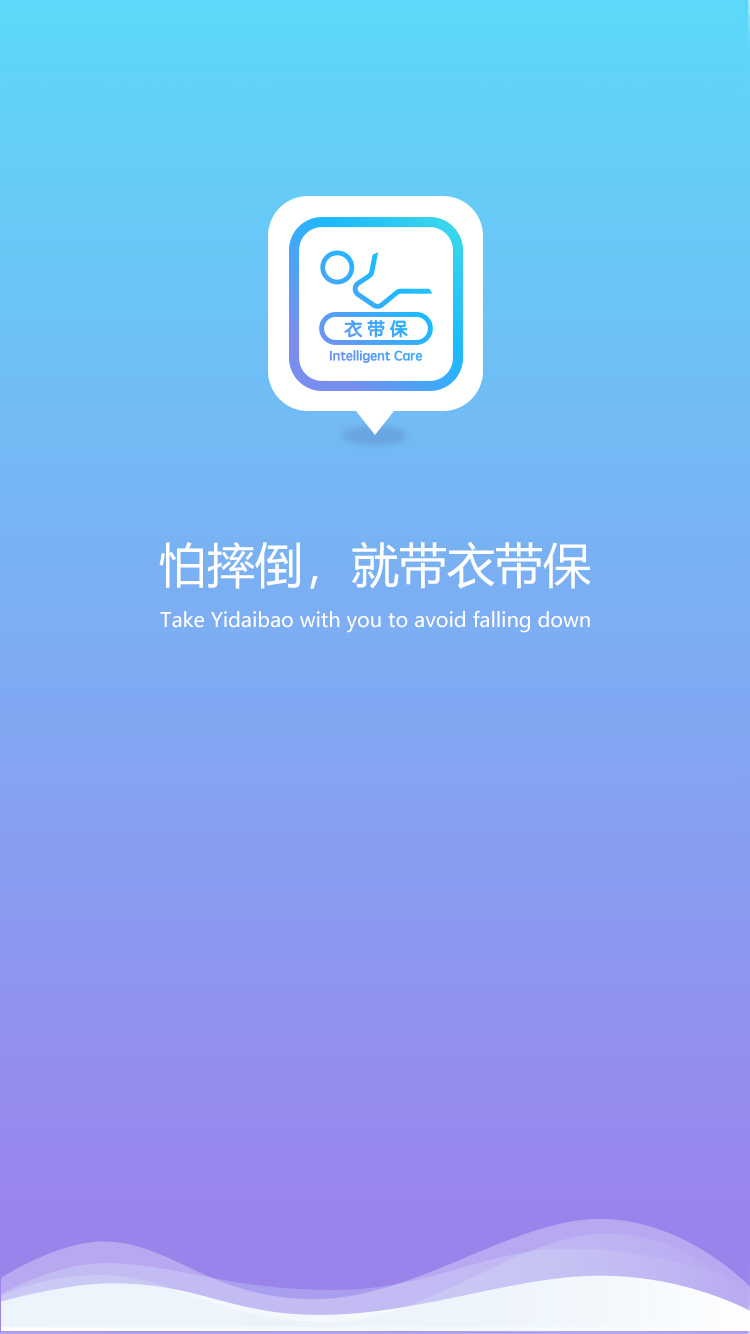 衣带保
Intelligent Care
怕摔倒，就带衣带保
Take Yidaibao with you to avoid falling down